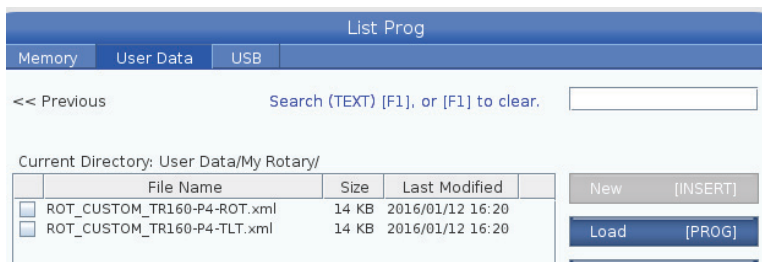 List Prog
Memory User Data USB
<< Previous Search (TEXT) [F1], or [F1] to clear.
Current Directory: User Data/My Rotary/
File Name Size Last Modified
New [INSERT]
ROT_CUSTOM_TR160-P4-ROT.xml 14 KB 2016/01/12 16:20
ROT_CUSTOM_TR160-P4-TLT.xml 14 KB 2016/01/12 16:20
Load [PROG]